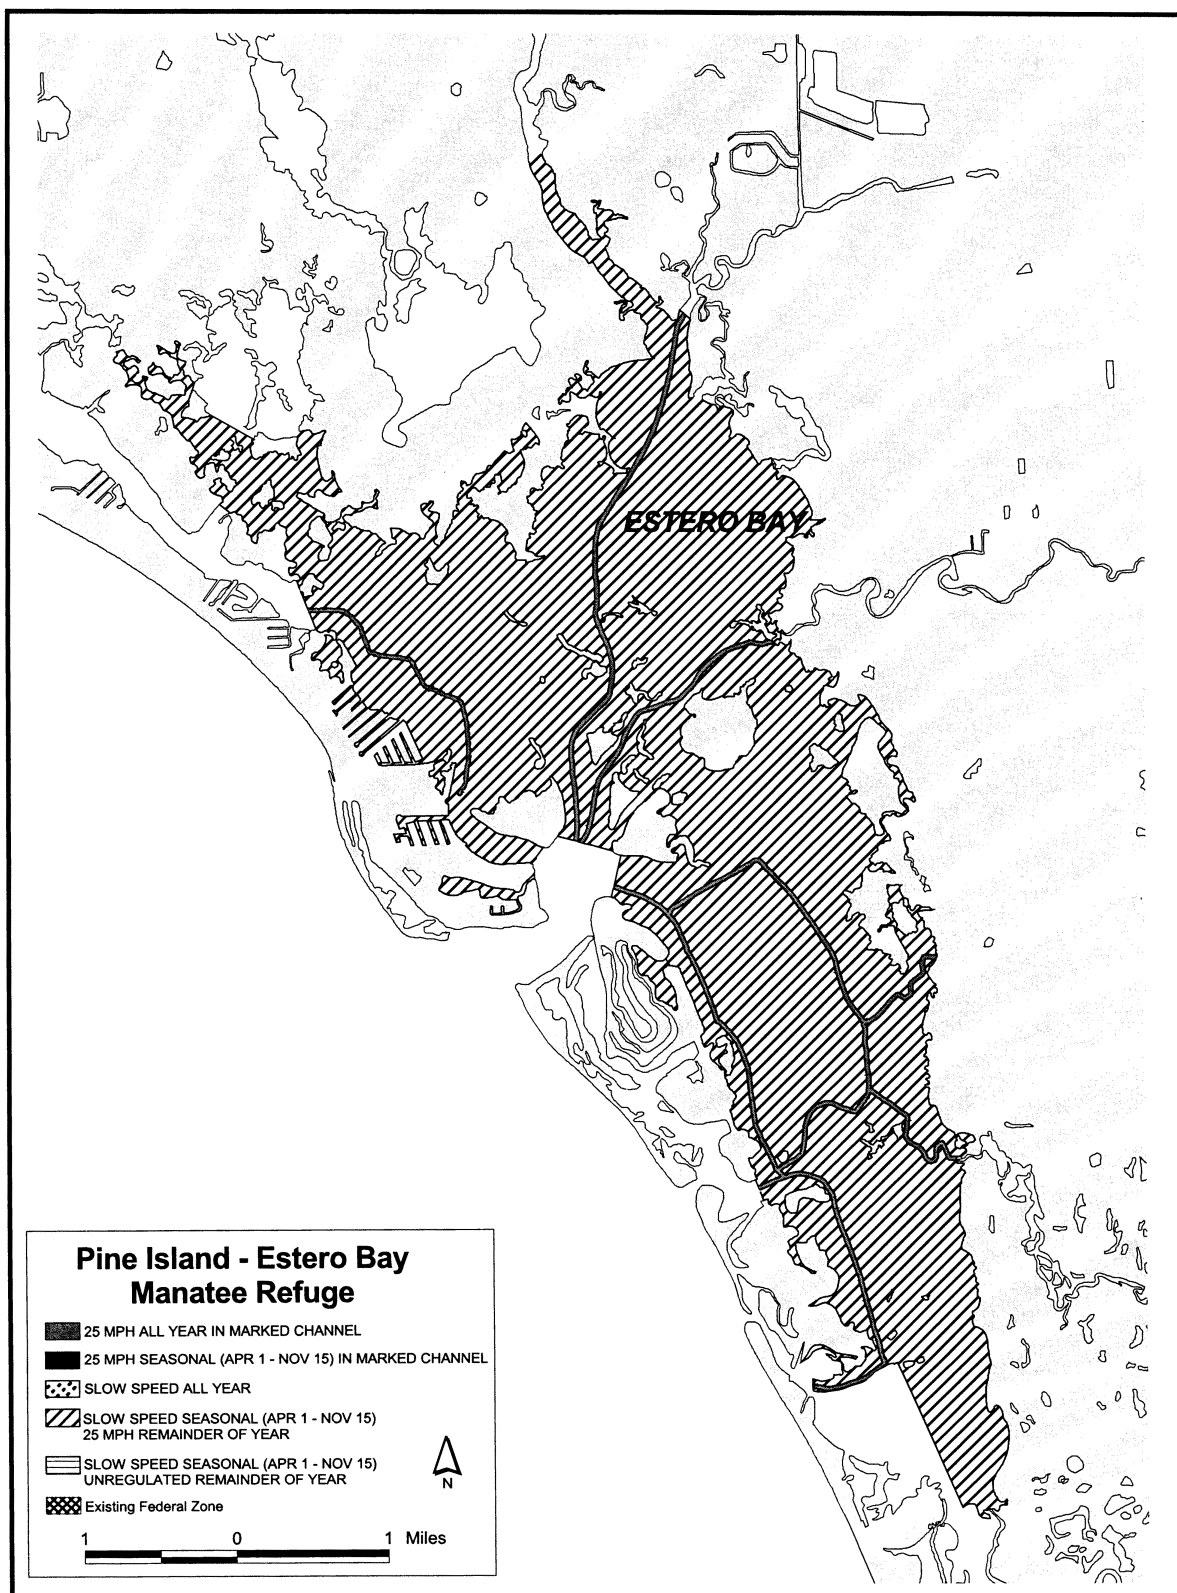 ESTERO BAY
Pine Island - Estero Bay
Manatee Refuge
25 MPH ALL YEAR IN MARKED CHANNEL
25 MPH SEASONAL (APR 1 - NOV 15) IN MARKED CHANNEL
SLOW SPEED ALL YEAR
SLOW SPEED SEASONAL (APR 1 - NOV 15)
25 MPH REMAINDER OF YEAR
SLOW SPEED SEASONAL (APR 1 - NOV 15)
UNREGULATED REMAINDER OF YEAR
N
Existing Federal Zone
1 0 1 Miles